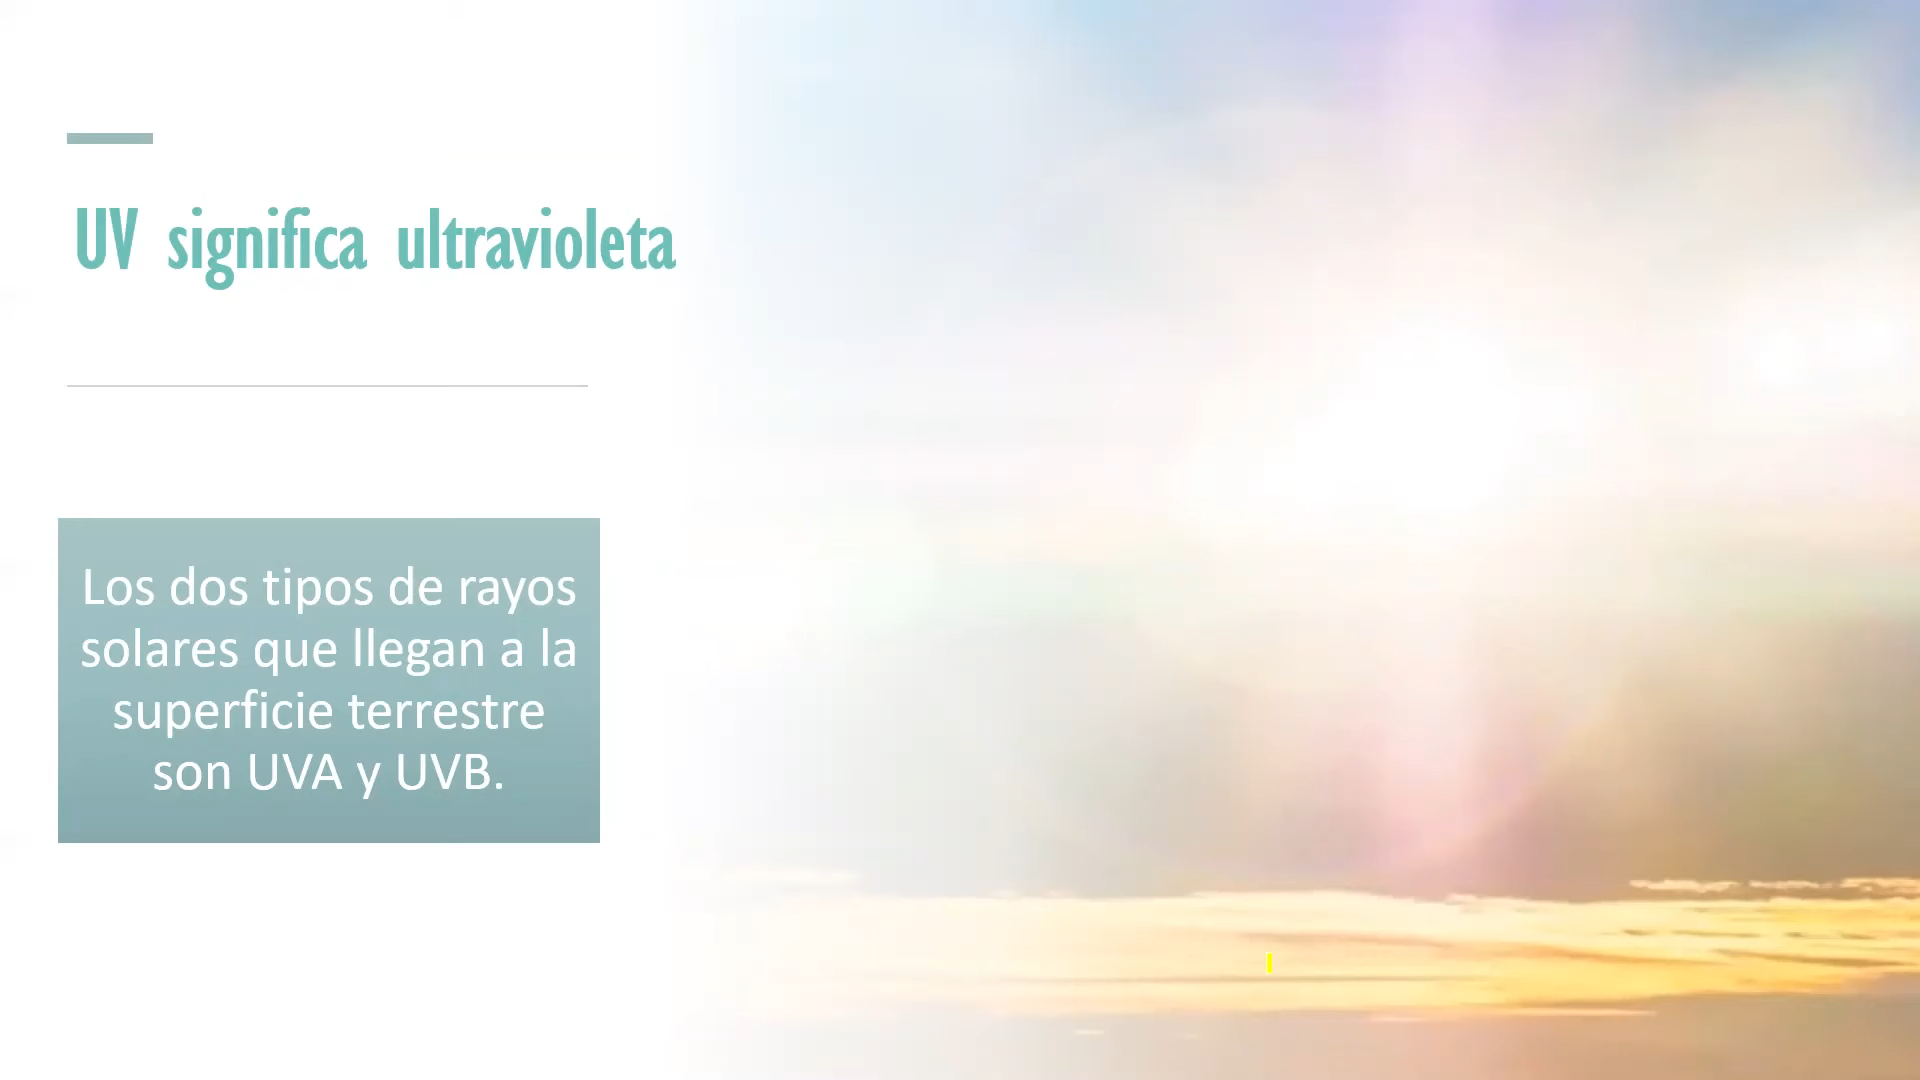 UV significa ultravioleta
Los dos tipos de rayos
solares que llegan a la
superficie terrestre
son UVA y UVB.